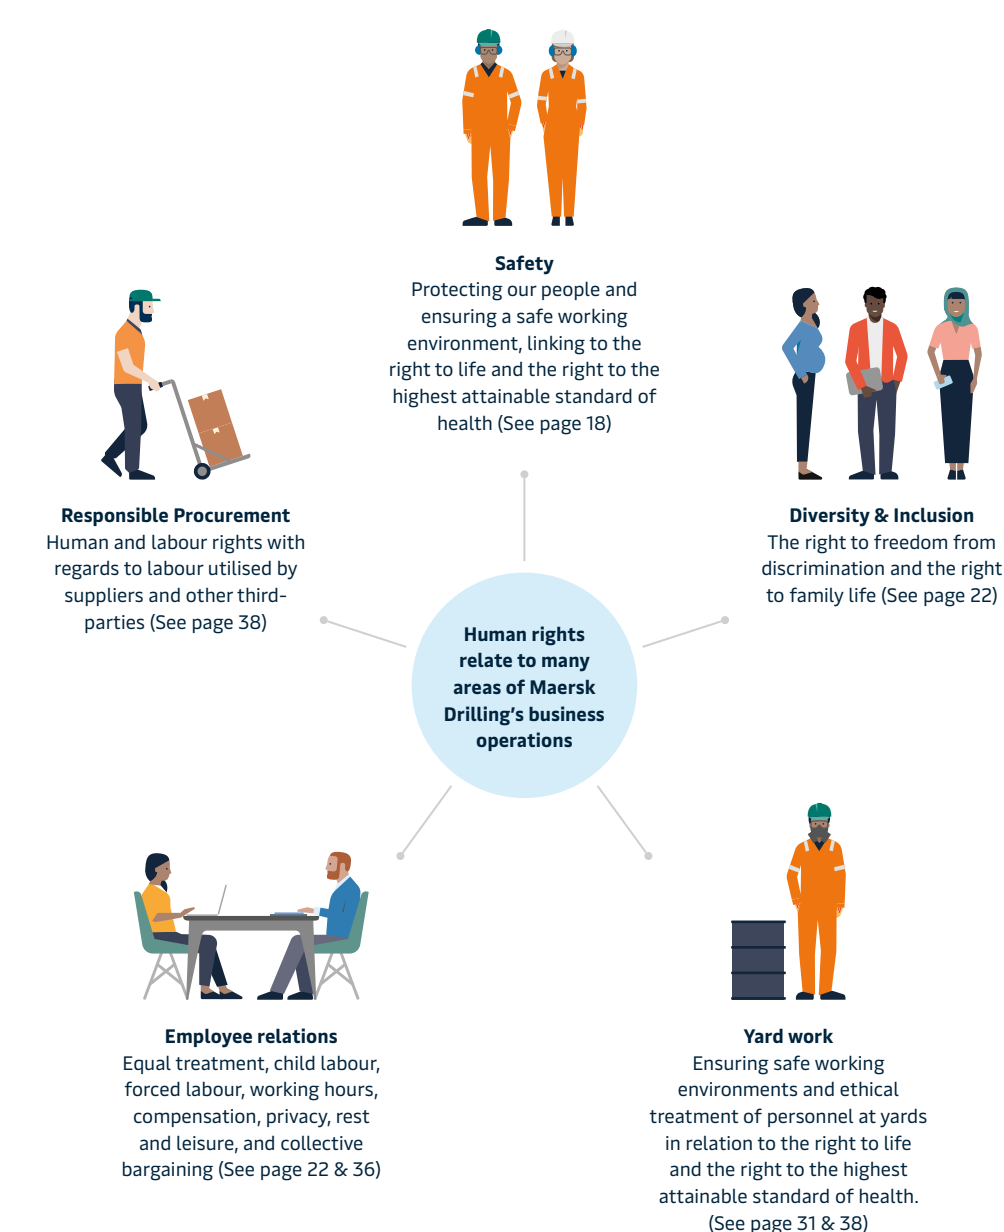 Safety
Protecting our people and
ensuring a safe working
environment, linking to the
right to life and the right to the
highest attainable standard of
health (See page 18)
Responsible Procurement
Human and labour rights with
regards to labour utilised by
suppliers and other third-
parties (See page 38)
Diversity & Inclusion
The right to freedom from
discrimination and the right
to family life (See page 22)
Human rights
relate to many
areas of Maersk
Drilling's business
operations
Employee relations
Equal treatment, child labour,
forced labour, working hours,
compensation, privacy, rest
and leisure, and collective
bargaining (See page 22 & 36)
Yard work
Ensuring safe working
environments and ethical
treatment of personnel at yards
in relation to the right to life
and the right to the highest
attainable standard of health.
(See page 31 & 38)